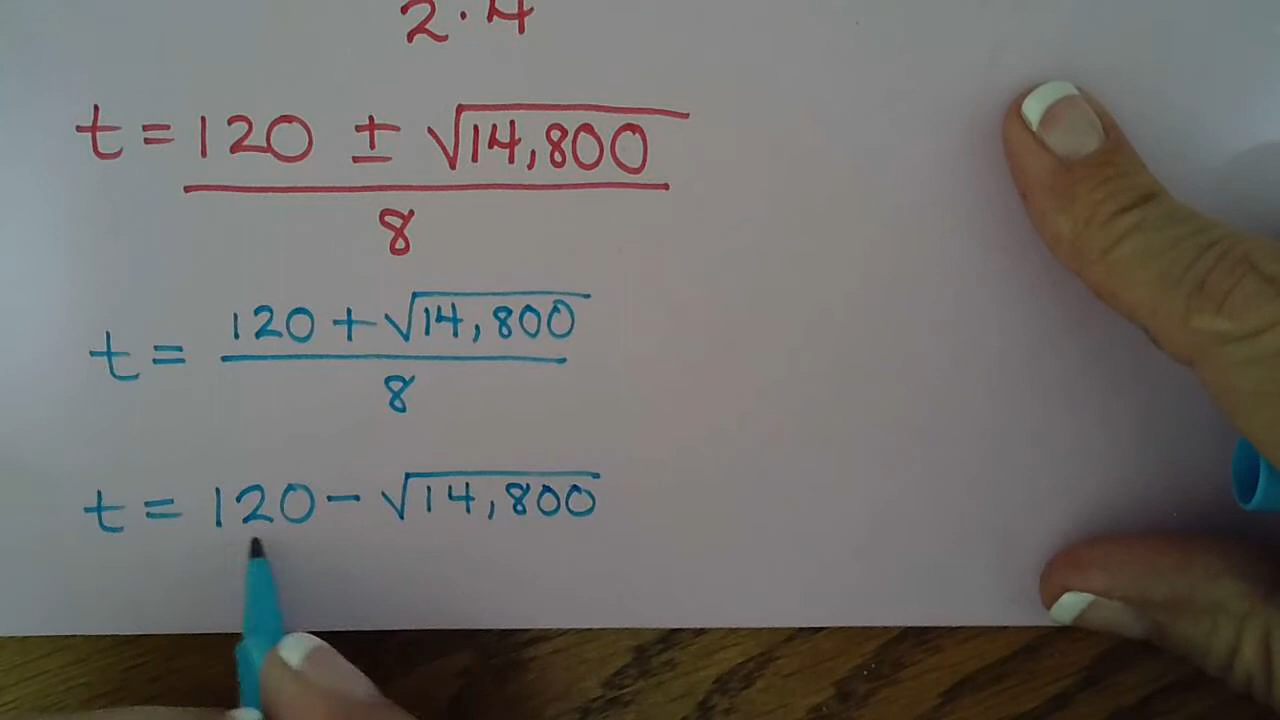 2 · 4
t = 120 ± √14,800
8
t = 120 + √14,800
8
t = 120 - √14,800